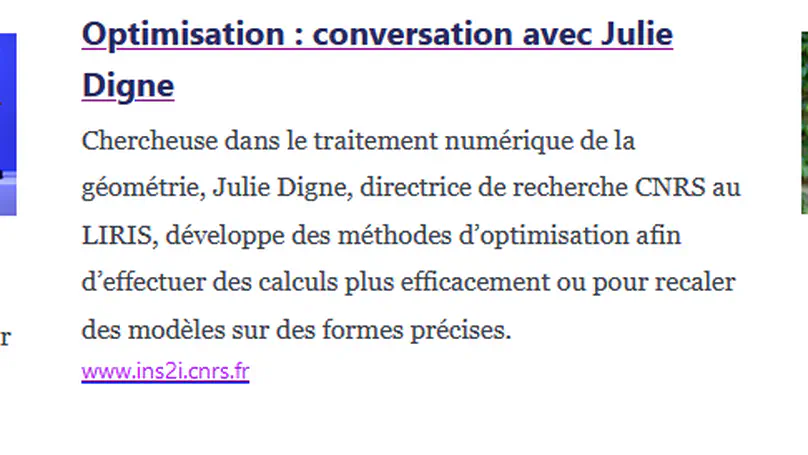 Optimisation : conversation avec Julie
Digne
Chercheuse dans le traitement numérique de la
géométrie, Julie Digne, directrice de recherche CNRS au
LIRIS, développe des méthodes d’optimisation afin
d’effectuer des calculs plus efficacement ou pour recaler
des modèles sur des formes précises.
www.ins2i.cnrs.fr
r